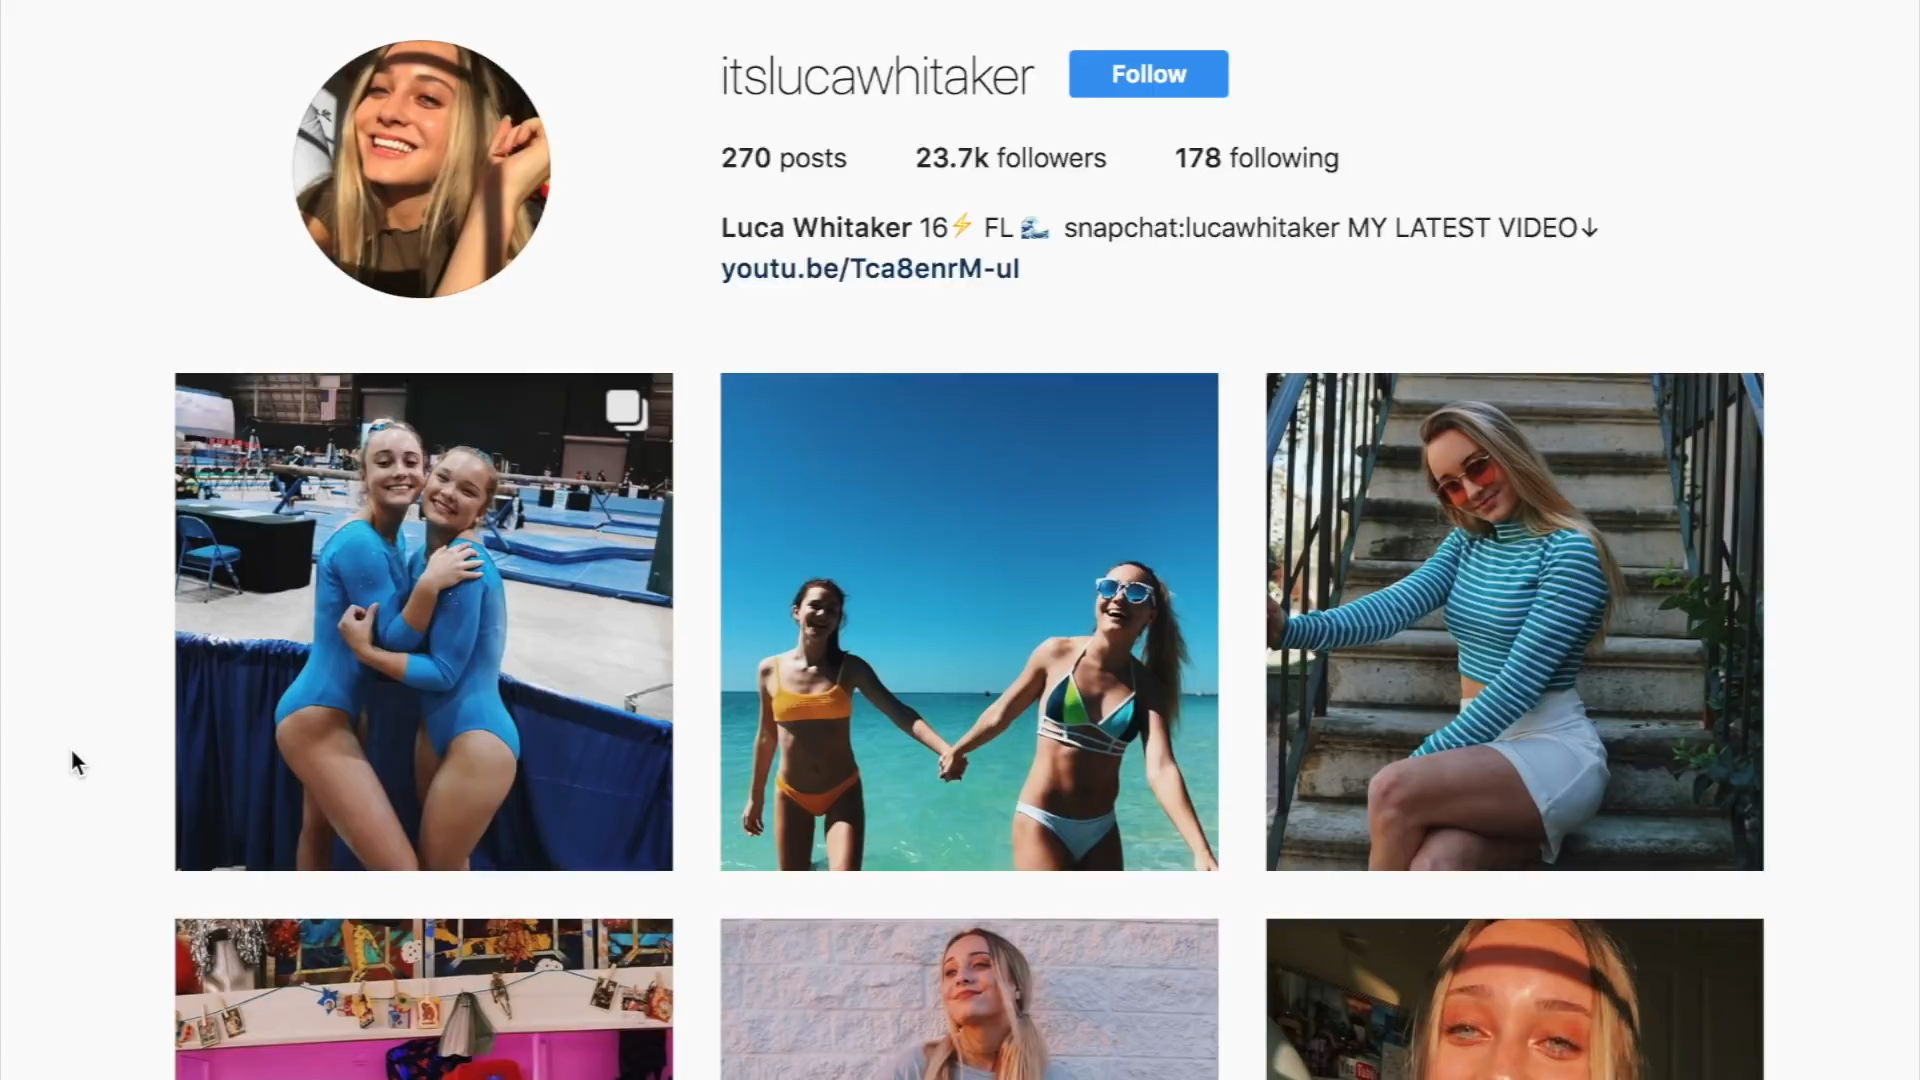 itslucawhitaker Follow
270 posts 23.7k followers 178 following
Luca Whitaker 16⚡ FL 🌊 snapchat:lucawhitaker MY LATEST VIDEO↓
youtu.be/Tca8enrM-uI